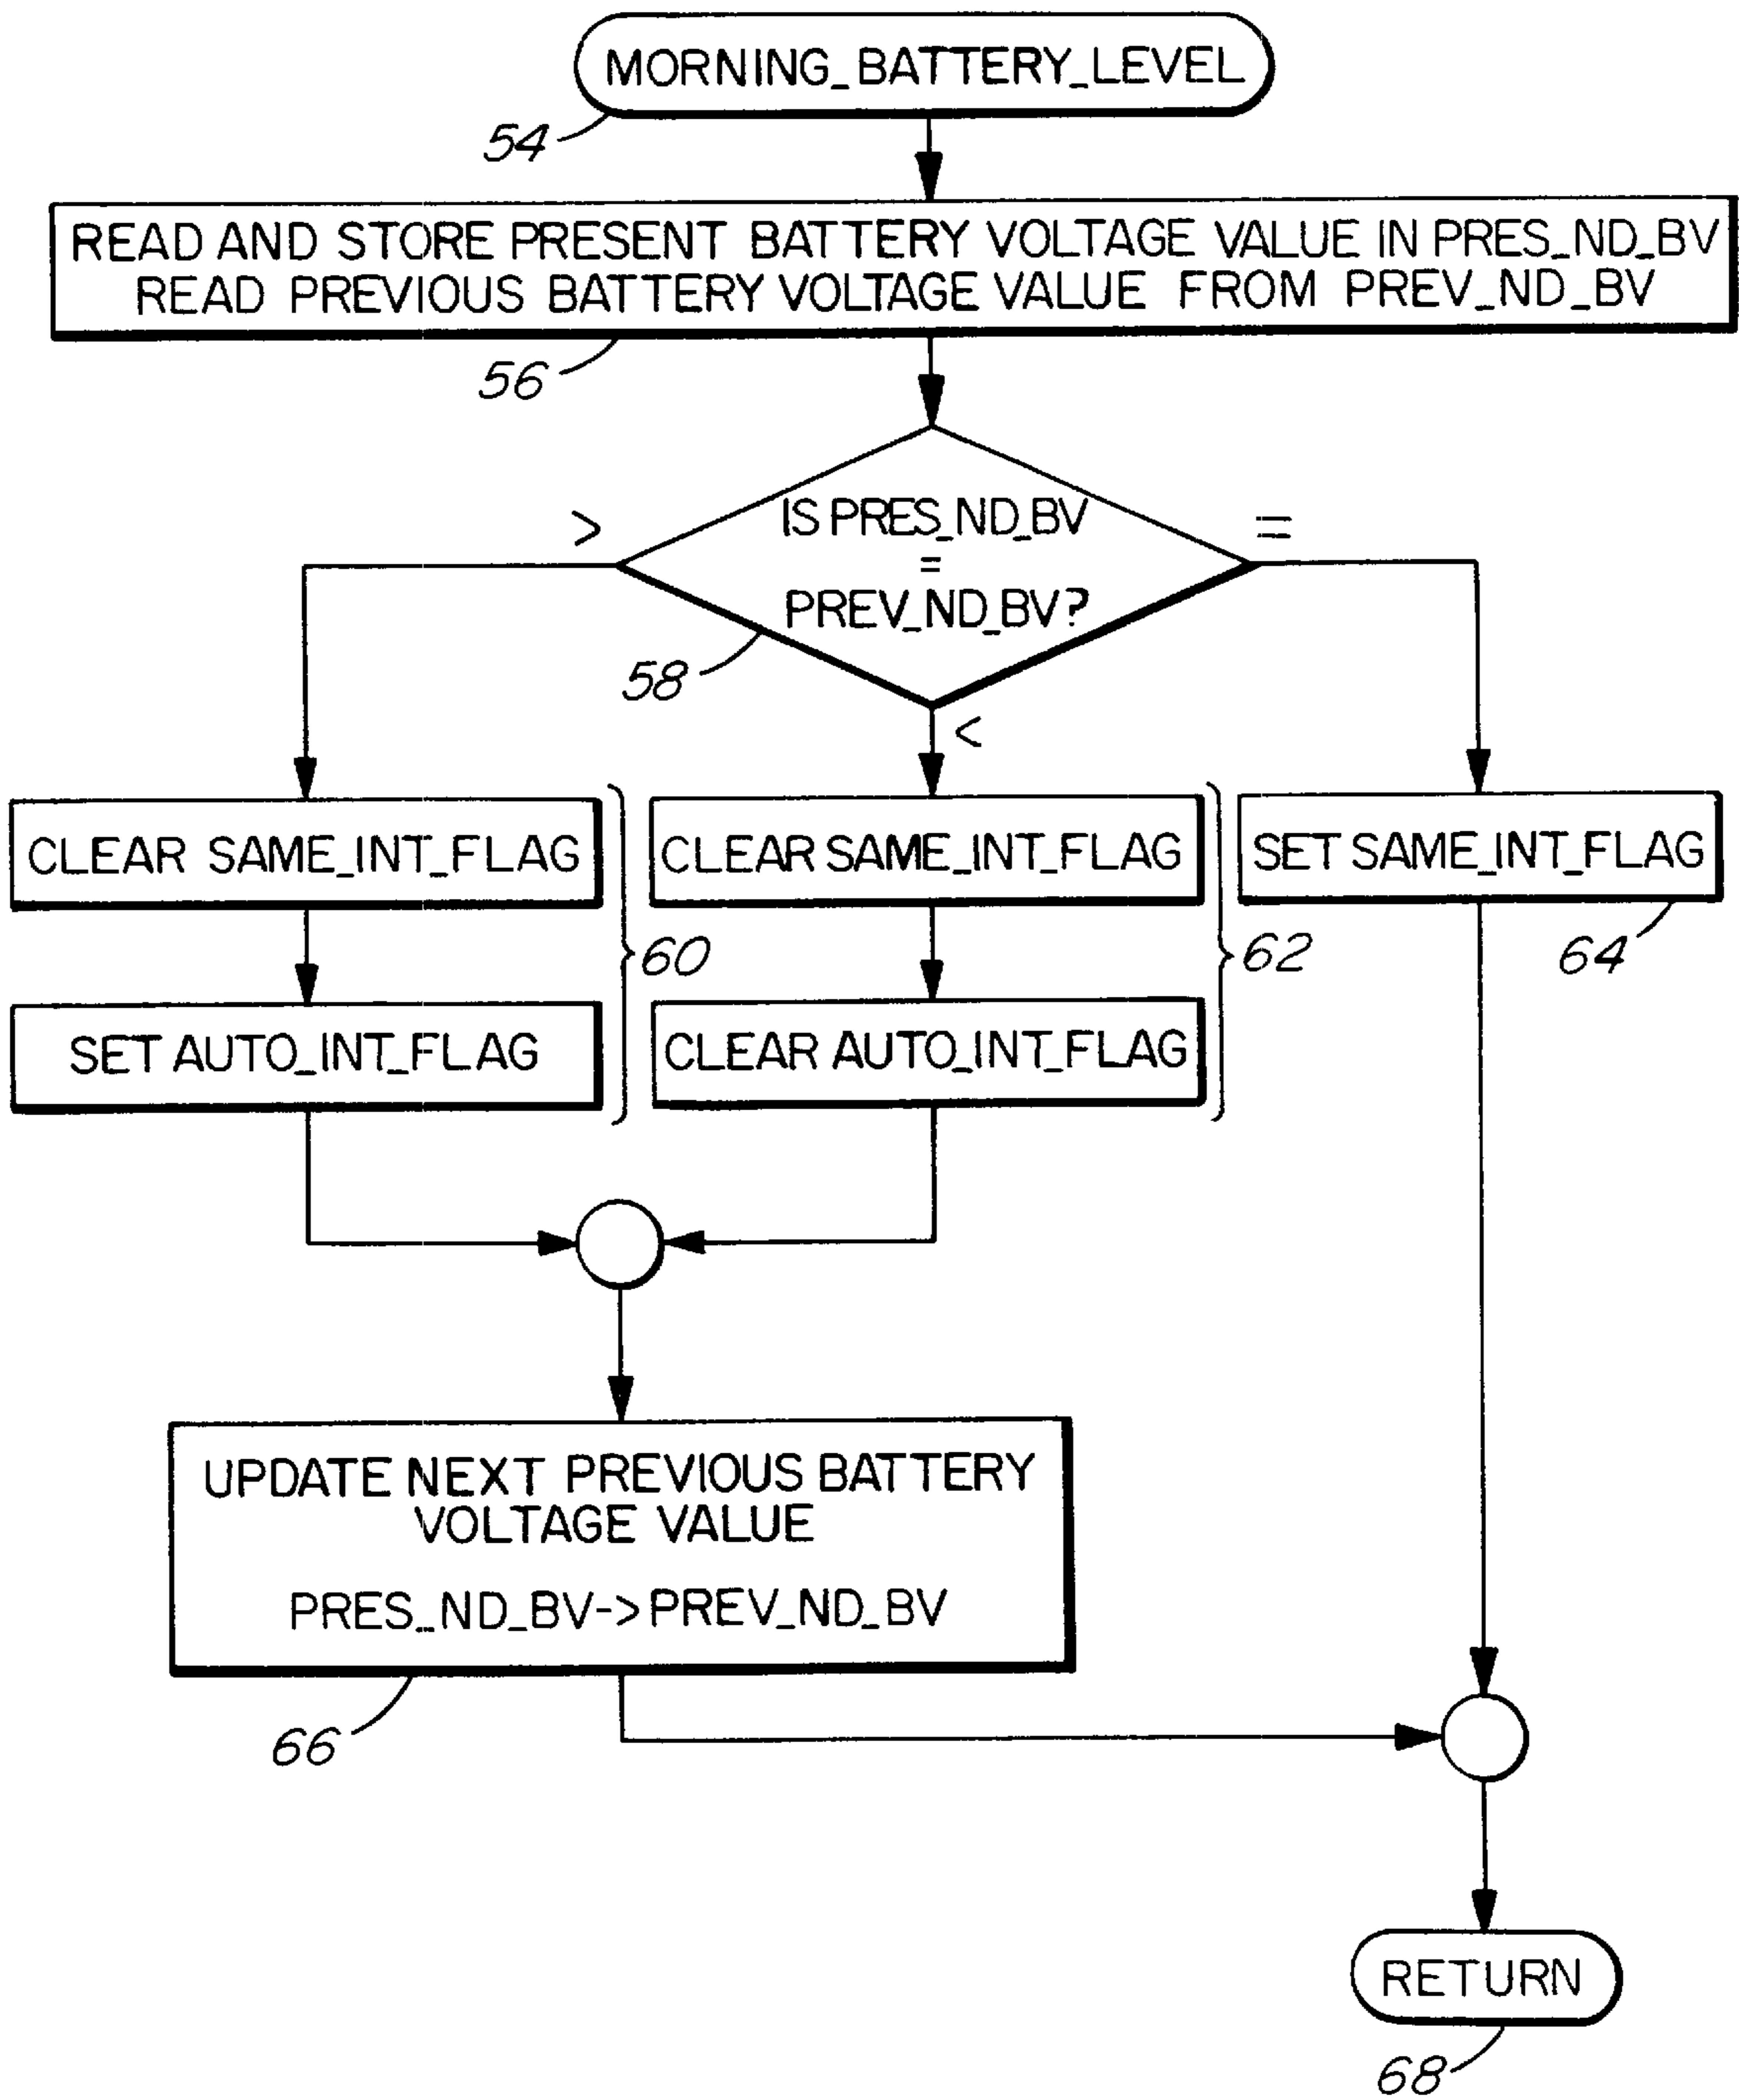 MORNING_BATTERY_LEVEL
54
READ AND STORE PRESENT BATTERY VOLTAGE VALUE IN PRES_ND_BV
READ PREVIOUS BATTERY VOLTAGE VALUE FROM PREV_ND_BV
56
IS PRES_ND_BV
=
PREV_ND_BV?
>
=
58
<
CLEAR SAME_INT_FLAG
CLEAR SAME_INT_FLAG
SET SAME_INT_FLAG
60
62
64
SET AUTO_INT_FLAG
CLEAR AUTO_INT_FLAG
UPDATE NEXT PREVIOUS BATTERY
VOLTAGE VALUE
PRES_ND_BV->PREV_ND_BV
66
RETURN
68